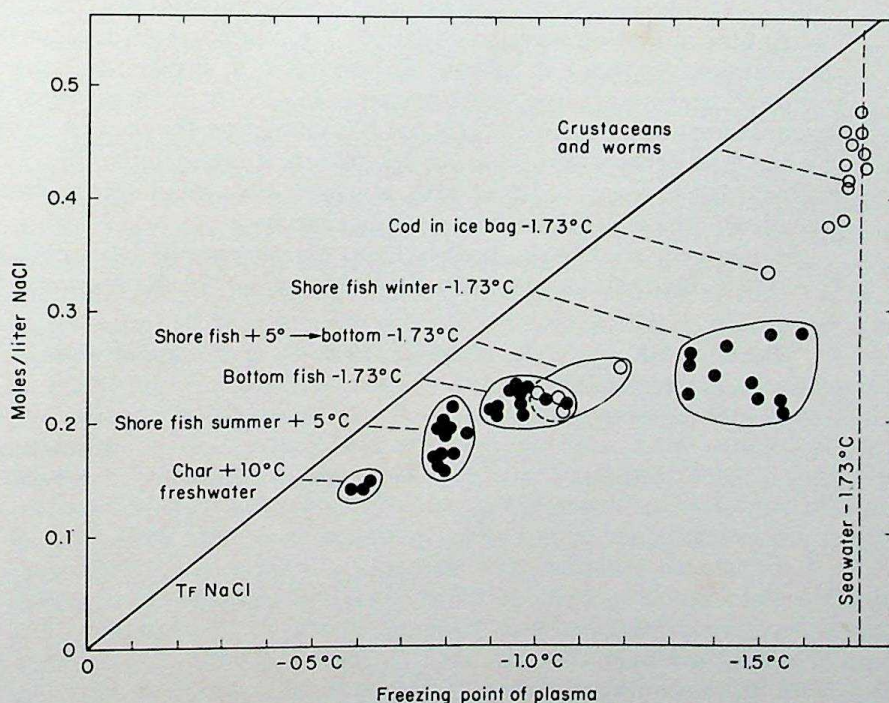 0.5
0.4
0.3
0.2
0.1
0
Moles/liter NaCl
Crustaceans
and worms
Cod in ice bag -1.73°C
Shore fish winter -1.73°C
Shore fish + 5° → bottom -1.73°C
Bottom fish -1.73°C
Shore fish summer + 5°C
Char + 10°C
freshwater
TF NaCl
Seawater -1.73°C
0
-0.5°C
-1.0°C
-1.5°C
Freezing point of plasma